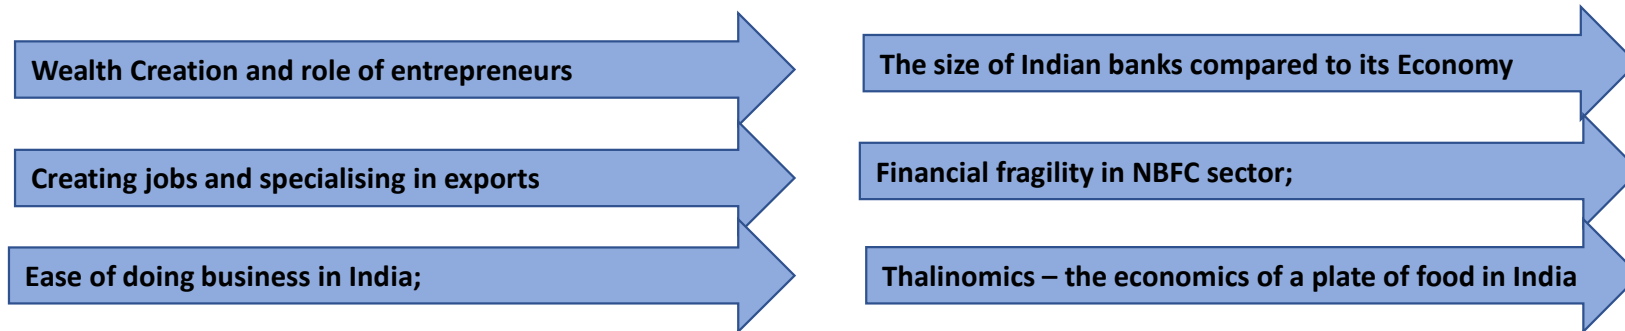 Wealth Creation and role of entrepreneurs
Creating jobs and specialising in exports
Ease of doing business in India;
The size of Indian banks compared to its Economy
Financial fragility in NBFC sector;
Thalinomics – the economics of a plate of food in India